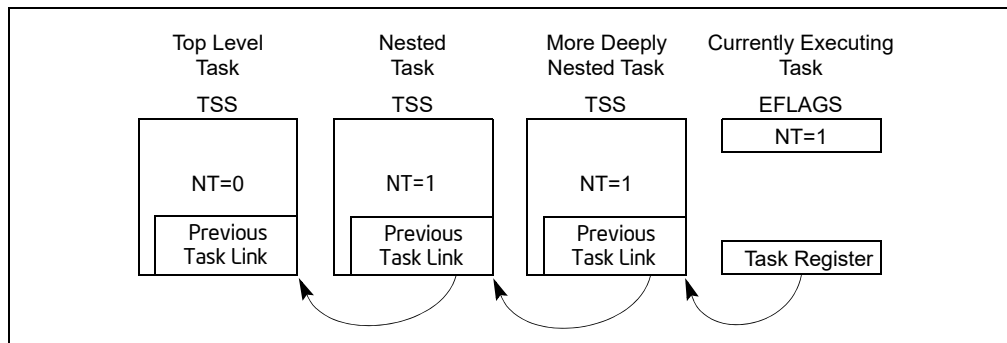 Top Level
Task
Nested
Task
More Deeply
Nested Task
Currently Executing
Task
TSS
TSS
TSS
EFLAGS
NT=1
NT=0
NT=1
NT=1
Previous
Task Link
Previous
Task Link
Previous
Task Link
Task Register